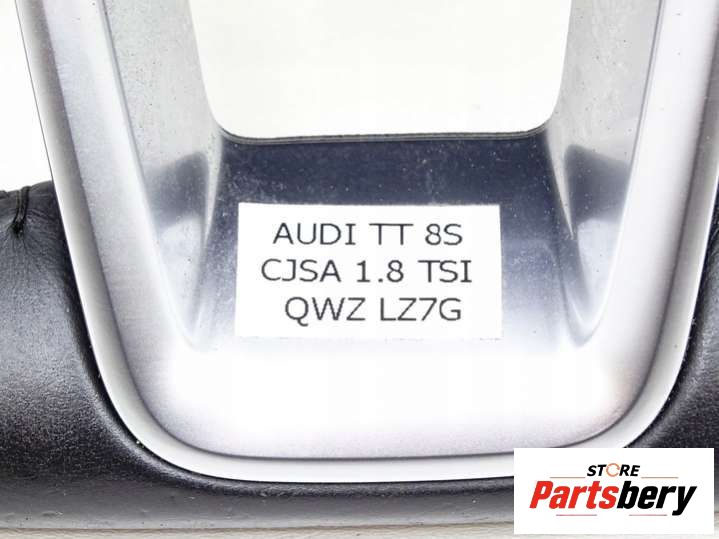 AUDI TT 8S
CJSA 1.8 TSI
QWZ LZ7G
STORE
Partsbery